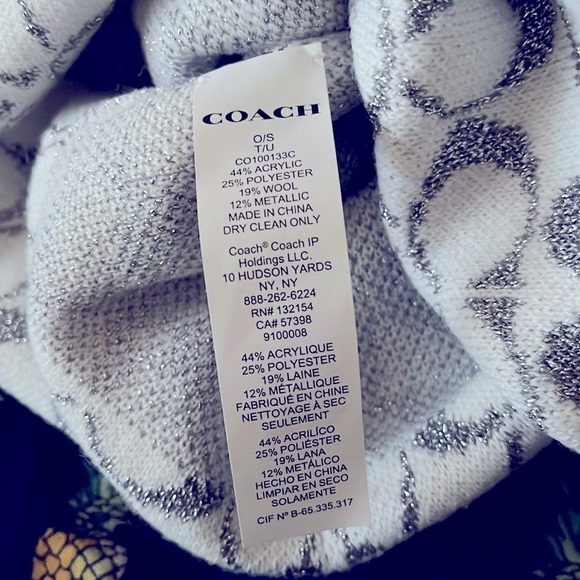 COACH
O/S
T/U
CO100133C
44% ACRYLIC
25% POLYESTER
19% WOOL
12% METALLIC
MADE IN CHINA
DRY CLEAN ONLY
Coach® Coach IP
Holdings LLC.
10 HUDSON YARDS
NY, NY
888-262-6224
RN# 132154
CA# 57398
9100008
44% ACRYLIQUE
25% POLYESTER
19% LAINE
12% MÉTALLIQUE
FABRIQUÉ EN CHINE
NETTOYAGE À SEC
SEULEMENT
44% ACRÍLICO
25% POLIÉSTER
19% LANA
12% METÁLICO
HECHO EN CHINA
LIMPIAR EN SECO
SOLAMENTE
CIF Nº B-65.335.317